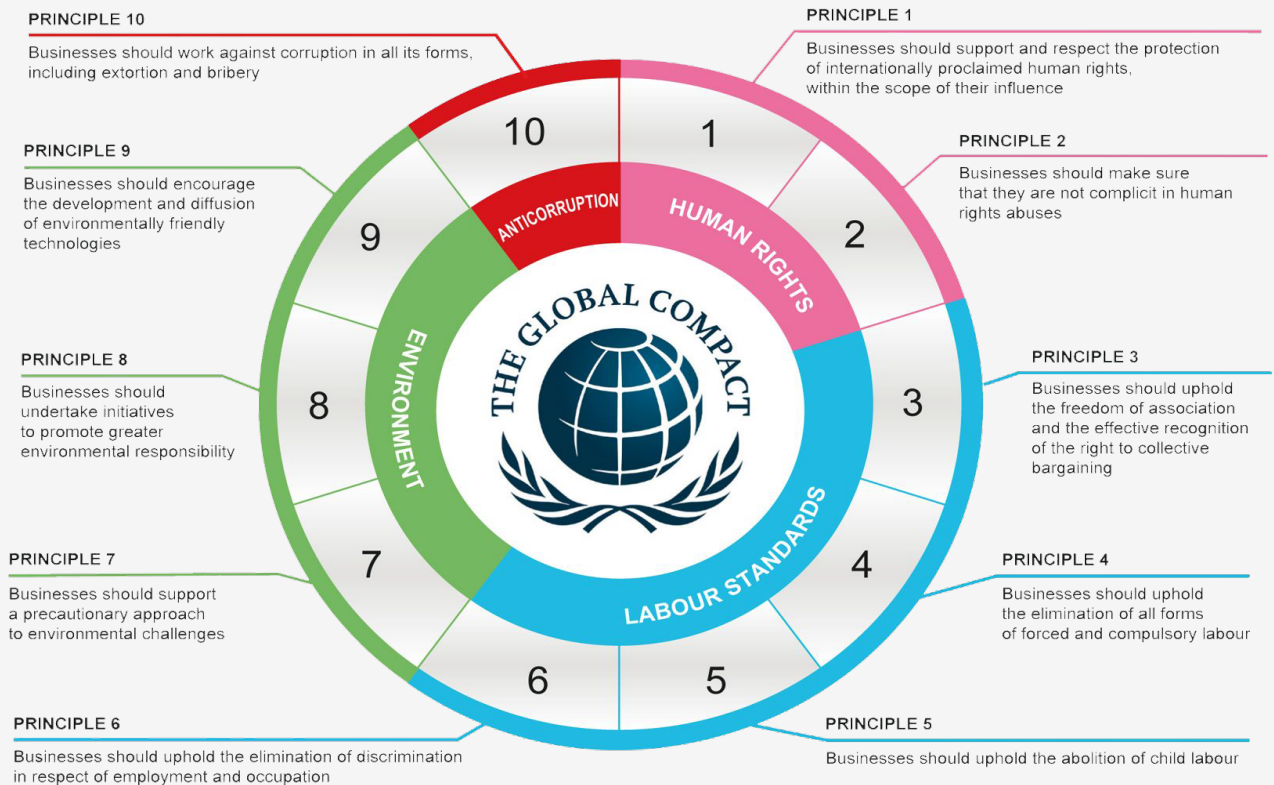 PRINCIPLE 10
Businesses should work against corruption in all its forms,
including extortion and bribery
PRINCIPLE 1
Businesses should support and respect the protection
of internationally proclaimed human rights,
within the scope of their influence
PRINCIPLE 2
Businesses should make sure
that they are not complicit in human
rights abuses
PRINCIPLE 3
Businesses should uphold
the freedom of association
and the effective recognition
of the right to collective
bargaining
PRINCIPLE 4
Businesses should uphold
the elimination of all forms
of forced and compulsory labour
PRINCIPLE 5
Businesses should uphold the abolition of child labour
PRINCIPLE 6
Businesses should uphold the elimination of discrimination
in respect of employment and occupation
PRINCIPLE 7
Businesses should support
a precautionary approach
to environmental challenges
PRINCIPLE 8
Businesses should
undertake initiatives
to promote greater
environmental responsibility
PRINCIPLE 9
Businesses should encourage
the development and diffusion
of environmentally friendly
technologies
10
1
2
3
4
5
6
7
8
9
ANTICORRUPTION
HUMAN RIGHTS
LABOUR STANDARDS
ENVIRONMENT
THE GLOBAL COMPACT